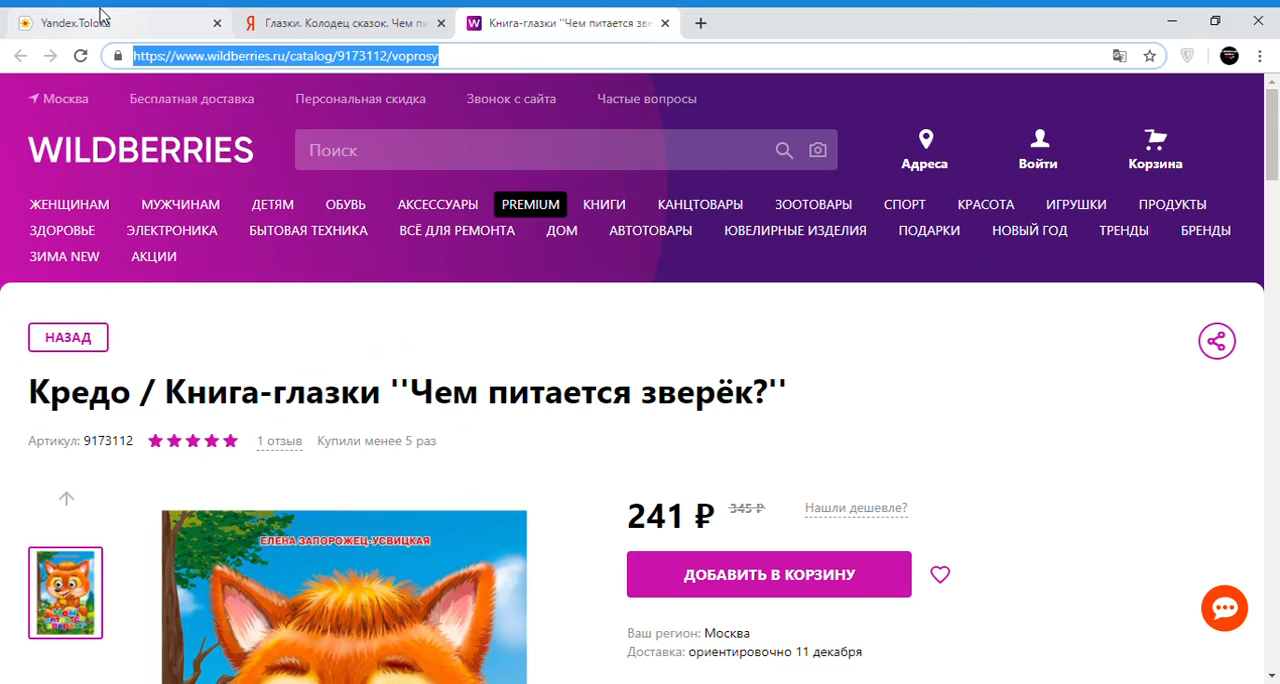 Yandex.Toloka
Глазки. Колодец сказок. Чем пи
Книга-глазки "Чем питается зве
https://www.wildberries.ru/catalog/9173112/voprosy
Москва
Бесплатная доставка
Персональная скидка
Звонок с сайта
Частые вопросы
WILDBERRIES
Поиск
Адреса
Войти
Корзина
ЖЕНЩИНАМ МУЖЧИНАМ ДЕТЯМ ОБУВЬ АКСЕССУАРЫ PREMIUM КНИГИ КАНЦТОВАРЫ ЗООТОВАРЫ СПОРТ КРАСОТА ИГРУШКИ ПРОДУКТЫ
ЗДОРОВЬЕ ЭЛЕКТРОНИКА БЫТОВАЯ ТЕХНИКА ВСЁ ДЛЯ РЕМОНТА ДОМ АВТОТОВАРЫ ЮВЕЛИРНЫЕ ИЗДЕЛИЯ ПОДАРКИ НОВЫЙ ГОД ТРЕНДЫ БРЕНДЫ
ЗИМА NEW АКЦИИ
НАЗАД
Кредо / Книга-глазки ''Чем питается зверёк?''
Артикул: 9173112
1 отзыв
Купили менее 5 раз
ЕЛЕНА ЗАПОРОЖЕЦ-УСВИЦКАЯ
241 ₽ 345 ₽
Нашли дешевле?
ДОБАВИТЬ В КОРЗИНУ
Ваш регион: Москва
Доставка: ориентировочно 11 декабря